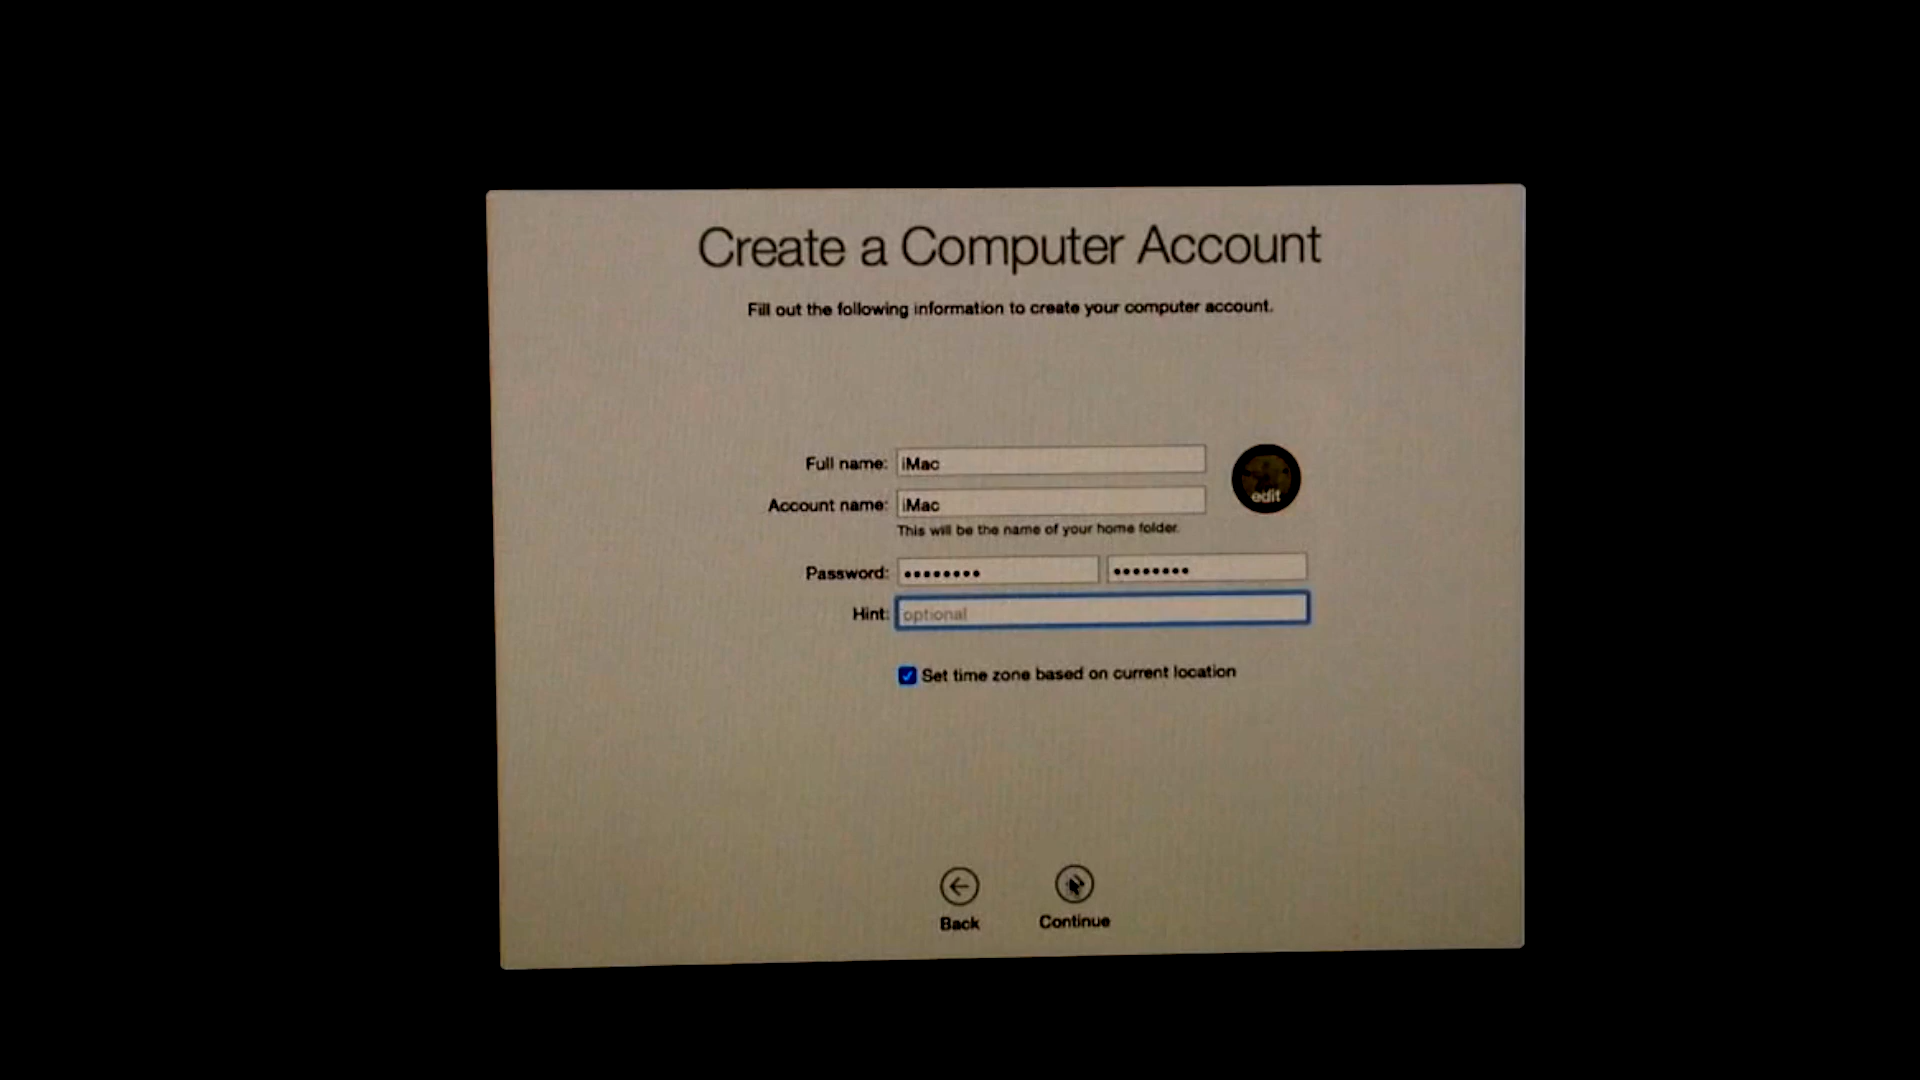 Create a Computer Account
Fill out the following information to create your computer account.
Full name: iMac
edit
Account name: iMac
This will be the name of your home folder.
Password: •••••••• ••••••••
Hint: optional
Set time zone based on current location
Back Continue